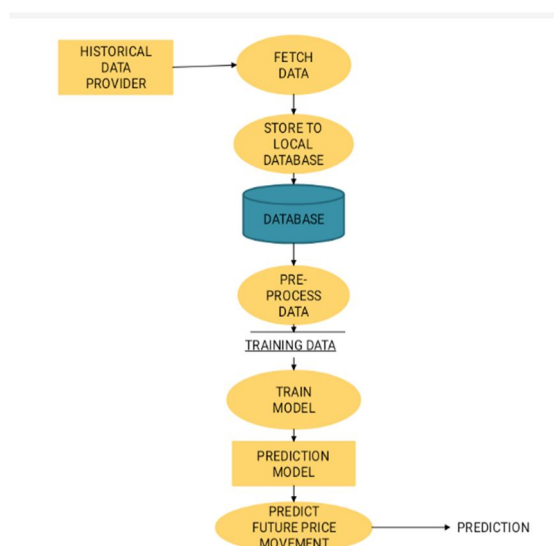 HISTORICAL
DATA
PROVIDER
FETCH
DATA
STORE TO
LOCAL
DATABASE
DATABASE
PRE-
PROCESS
DATA
TRAINING DATA
TRAIN
MODEL
PREDICTION
MODEL
PREDICT
FUTURE PRICE
MOVEMENT
PREDICTION